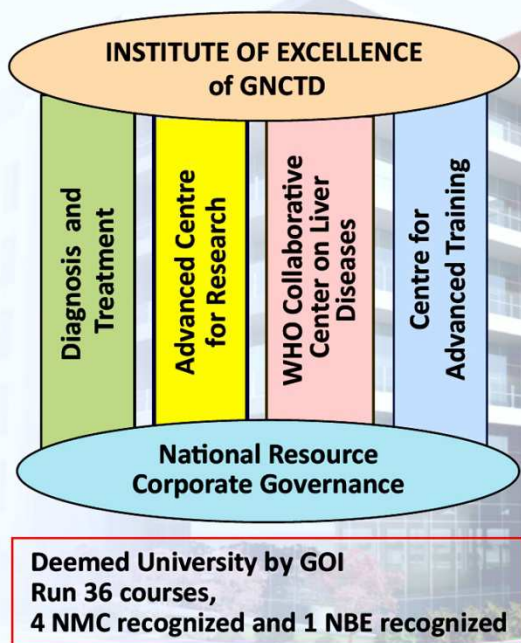 INSTITUTE OF EXCELLENCE
of GNCTD
Diagnosis and
Treatment
Advanced Centre
for Research
WHO Collaborative
Center on Liver
Diseases
Centre for
Advanced Training
National Resource
Corporate Governance
Deemed University by GOI
Run 36 courses,
4 NMC recognized and 1 NBE recognized